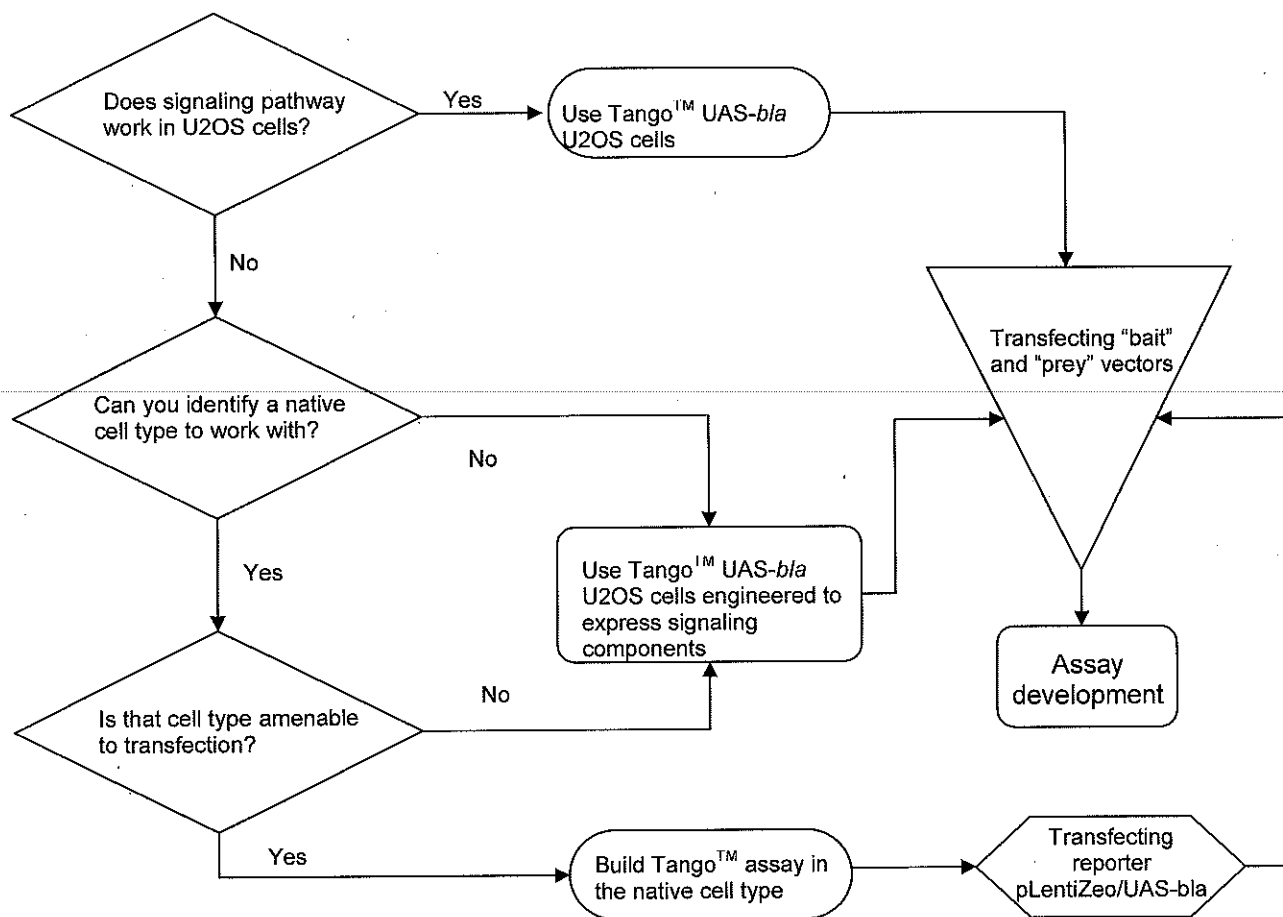 Does signaling pathway
work in U2OS cells?
Yes
Use Tango™ UAS-bla
U2OS cells
No
Transfecting “bait”
and “prey” vectors
Can you identify a native
cell type to work with?
No
Yes
Use Tango™ UAS-bla
U2OS cells engineered to
express signaling
components
Assay
development
No
Is that cell type amenable
to transfection?
Yes
Build Tango™ assay in
the native cell type
Transfecting
reporter
pLentiZeo/UAS-bla